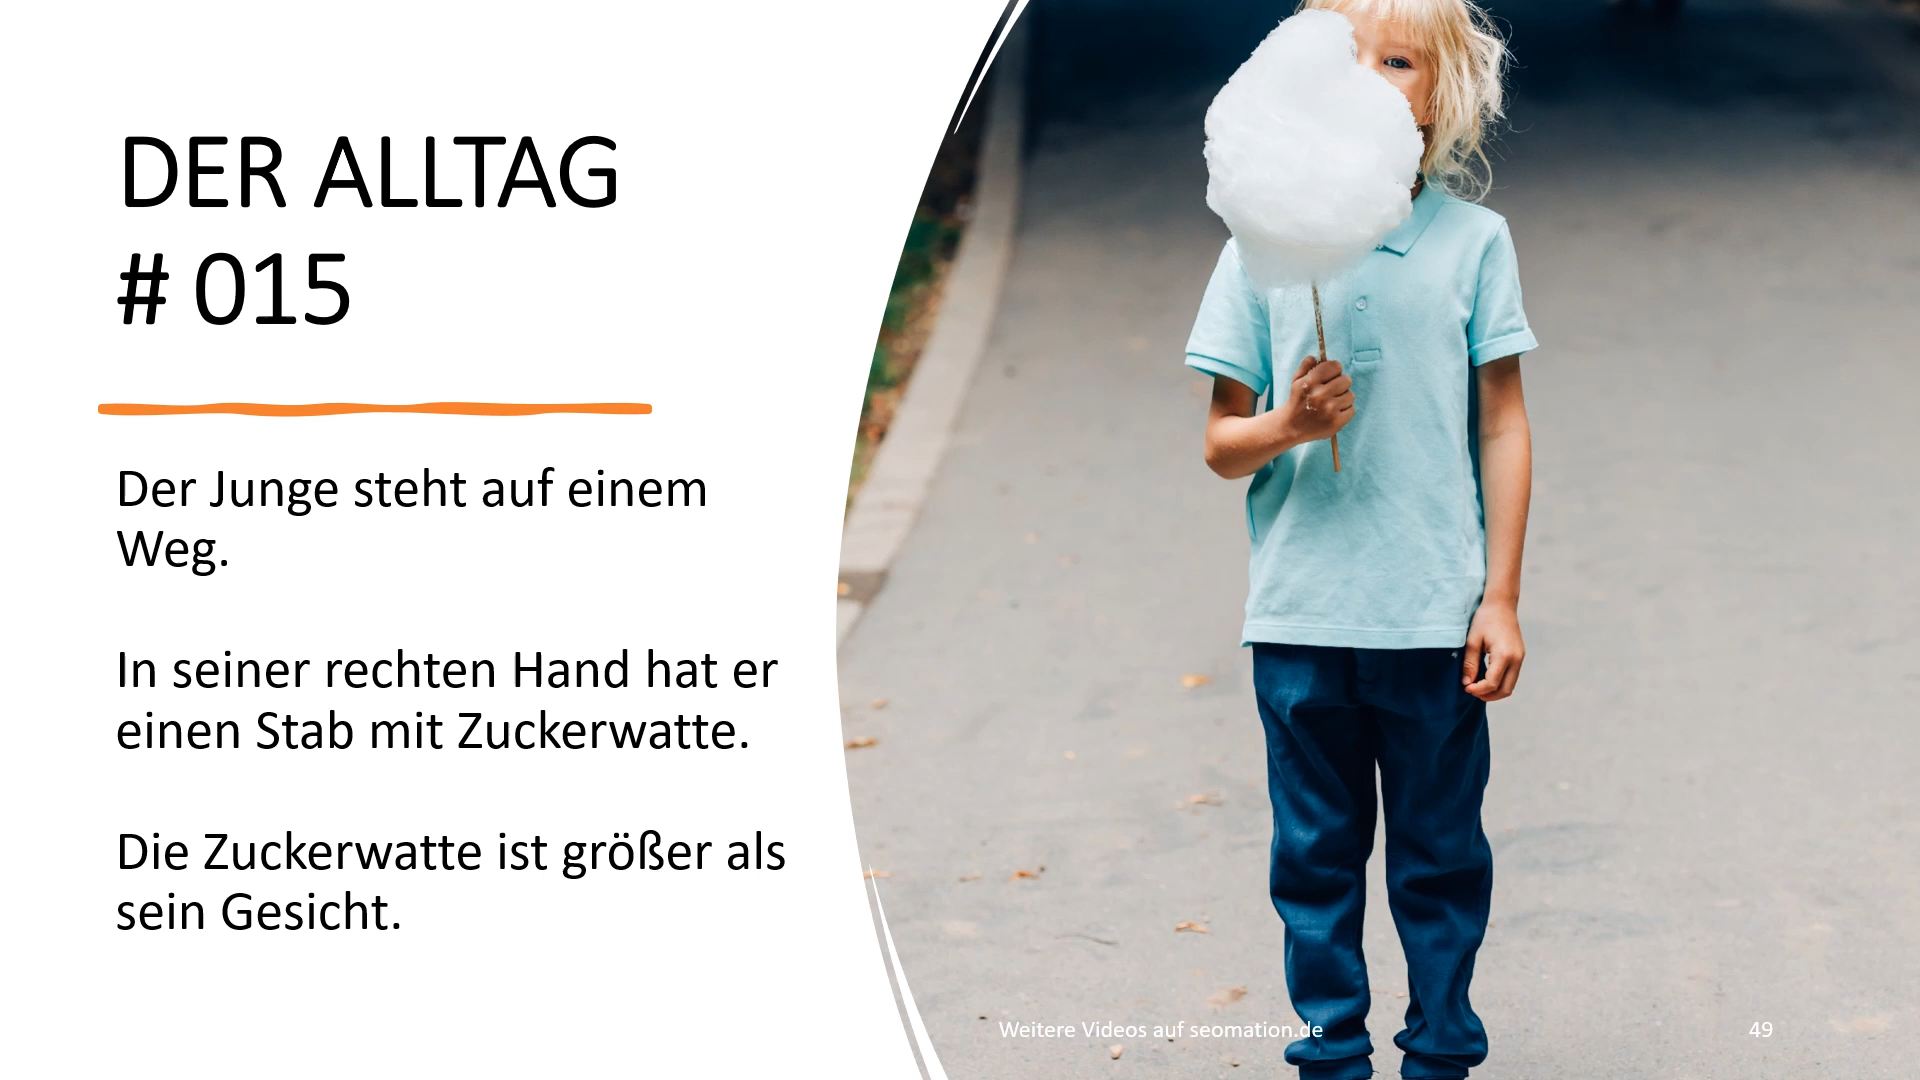 DER ALLTAG
# 015
Der Junge steht auf einem
Weg.
In seiner rechten Hand hat er
einen Stab mit Zuckerwatte.
Die Zuckerwatte ist größer als
sein Gesicht.
Weitere Videos auf seomation.de
49